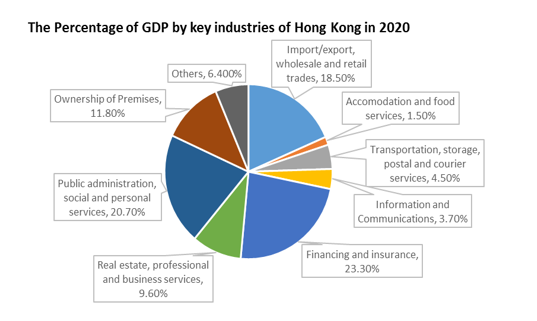 The Percentage of GDP by key industries of Hong Kong in 2020
Import/export,
wholesale and retail
trades, 18.50%
Others, 6.400%
Ownership of Premises,
11.80%
Accomodation and food
services, 1.50%
Transportation, storage,
postal and courier
services, 4.50%
Public administration,
social and personal
services, 20.70%
Information and
Communications, 3.70%
Financing and insurance,
23.30%
Real estate, professional
and business services,
9.60%